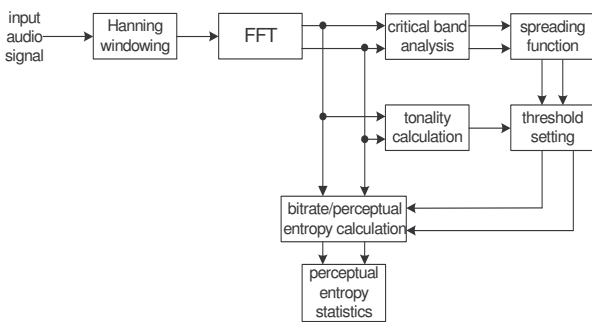 input
audio
signal
Hanning
windowing
FFT
critical band
analysis
spreading
function
tonality
calculation
threshold
setting
bitrate/perceptual
entropy calculation
perceptual
entropy
statistics